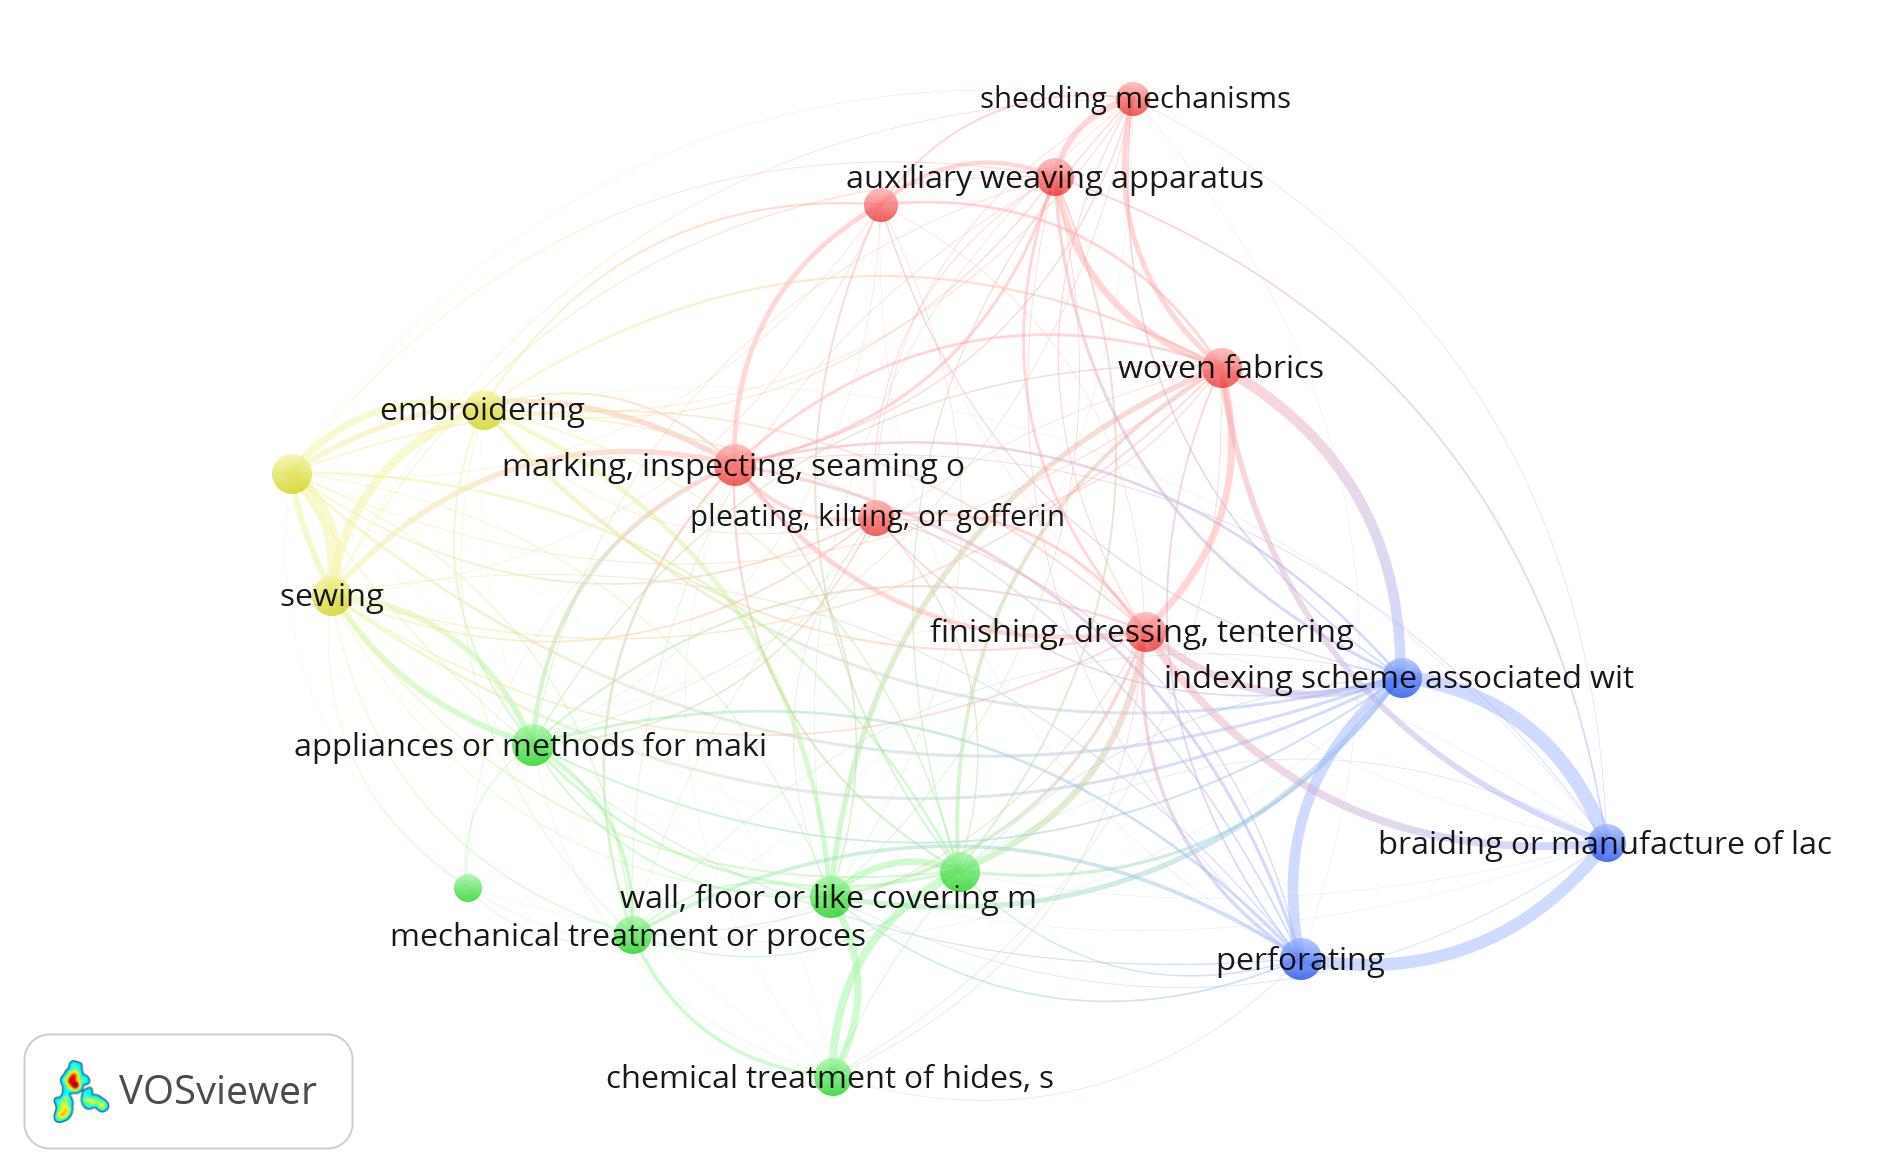 shedding mechanisms
auxiliary weaving apparatus
woven fabrics
embroidering
marking, inspecting, seaming o
pleating, kilting, or gofferin
sewing
finishing, dressing, tentering
indexing scheme associated wit
appliances or methods for maki
braiding or manufacture of lac
wall, floor or like covering m
mechanical treatment or proces
perforating
chemical treatment of hides, s
VOSviewer